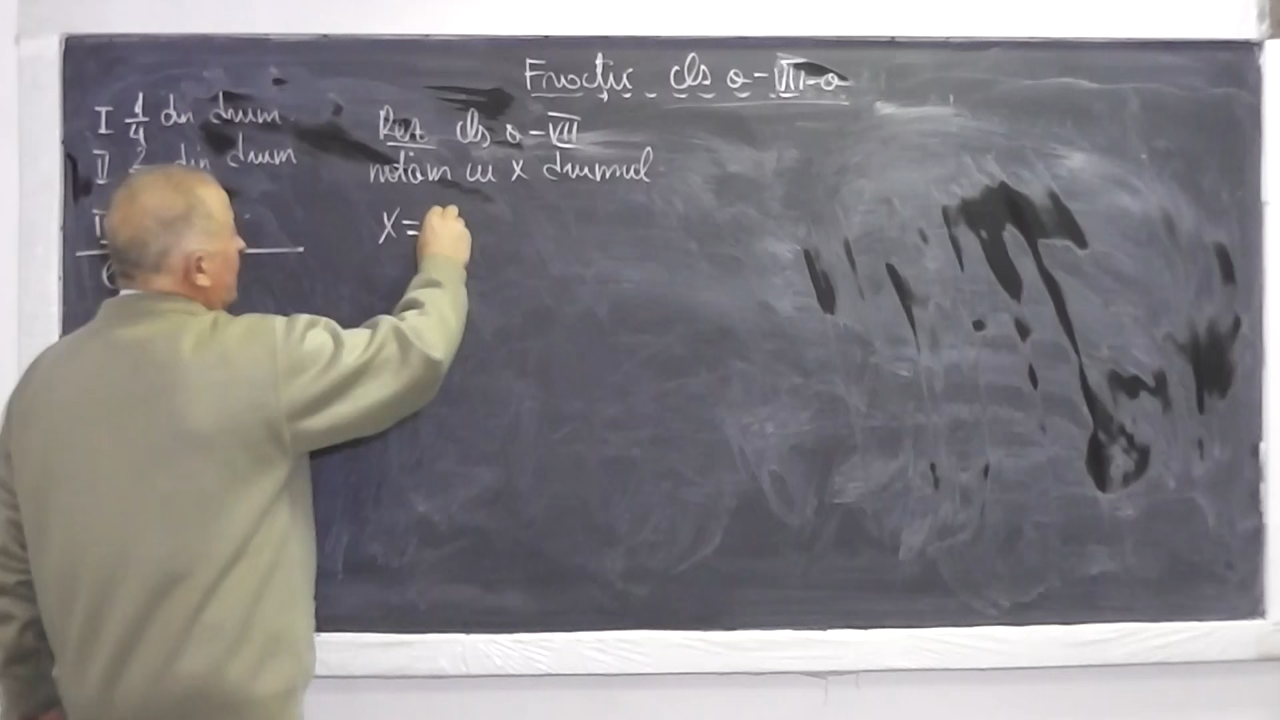 Fracții cls a-VII-a
I 1/4 din drum
II 2 din drum
Rez cls a-VII
notăm cu x drumul
x=